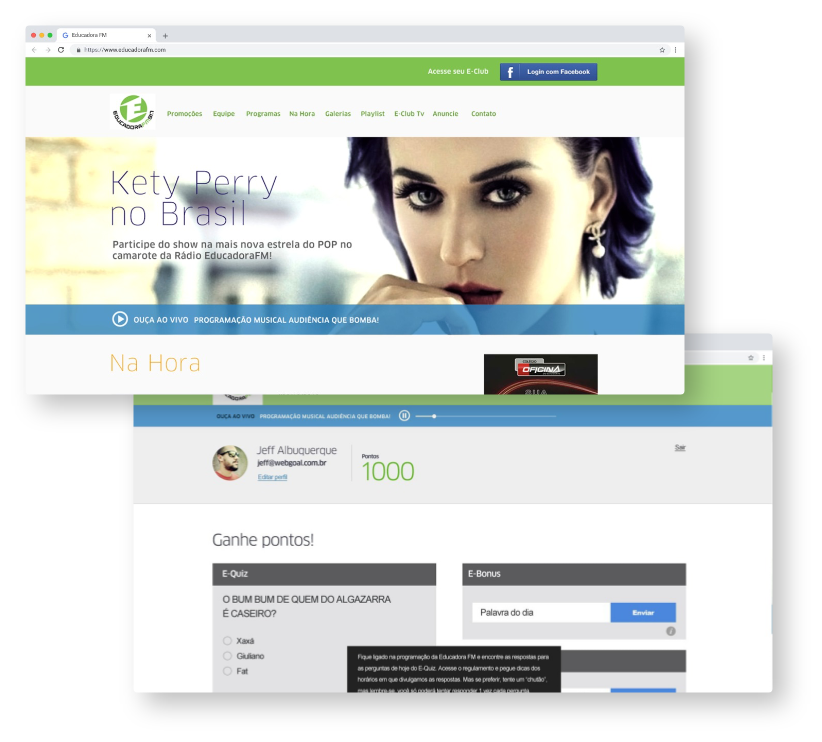 Educadora FM
https://www.educadorafm.com
Acesse seu E-Club
f Login com Facebook
E
EDUCADORAFM
Promoções Equipe Programas Na Hora Galerias Playlist E-Club Tv Anuncie Contato
Kety Perry
no Brasil
Participe do show na mais nova estrela do POP no
camarote da Rádio EducadoraFM!
OUÇA AO VIVO PROGRAMAÇÃO MUSICAL AUDIÊNCIA QUE BOMBA!
Na Hora
COLÉGIO
OFICINA
SUA
OUÇA AO VIVO PROGRAMAÇÃO MUSICAL AUDIÊNCIA QUE BOMBA!
Jeff Albuquerque
jeff@webgoal.com.br
Editar perfil
Pontos
1000
Sair
Ganhe pontos!
E-Quiz
O BUM BUM DE QUEM DO ALGAZARRA
É CASEIRO?
Xaxá
Giuliano
Fat
E-Bonus
Palavra do dia
Enviar
Fique ligado na programação da Educadora FM e encontre as respostas para
as perguntas de hoje do E-Quiz. Acesse o regulamento e pegue dicas dos
horários em que divulgamos as respostas. Mas se preferir, tente um "chutão",
mas lembre-se, você só poderá tentar responder 1 vez cada pergunta.